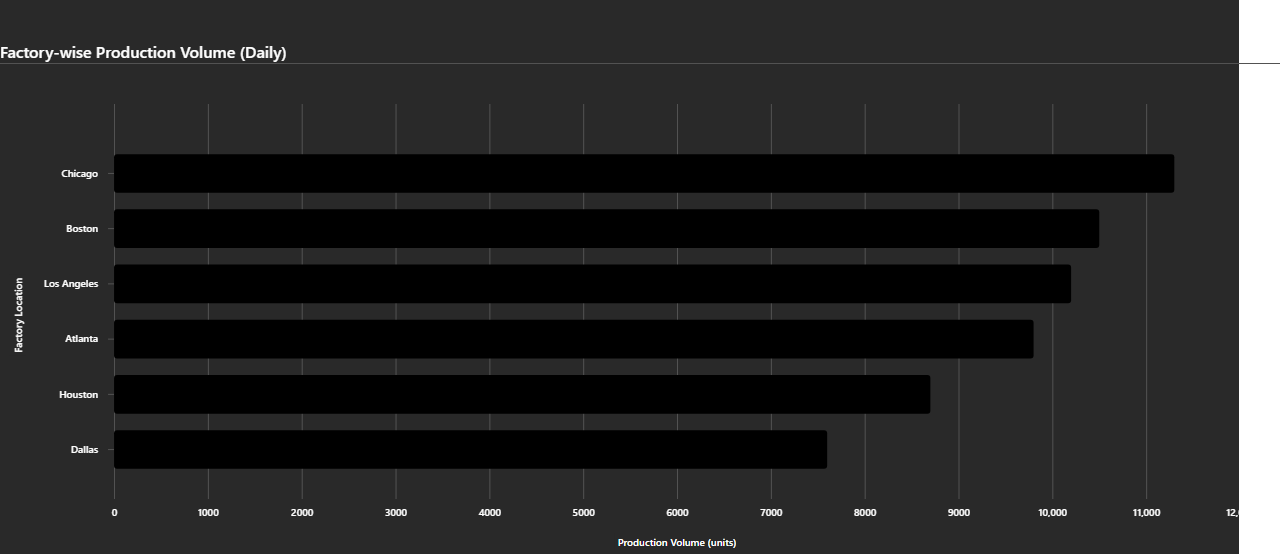 Factory-wise Production Volume (Daily)
Chicago
Boston
Los Angeles
Atlanta
Houston
Dallas
Factory Location
0 1000 2000 3000 4000 5000 6000 7000 8000 9000 10,000 11,000
Production Volume (units)